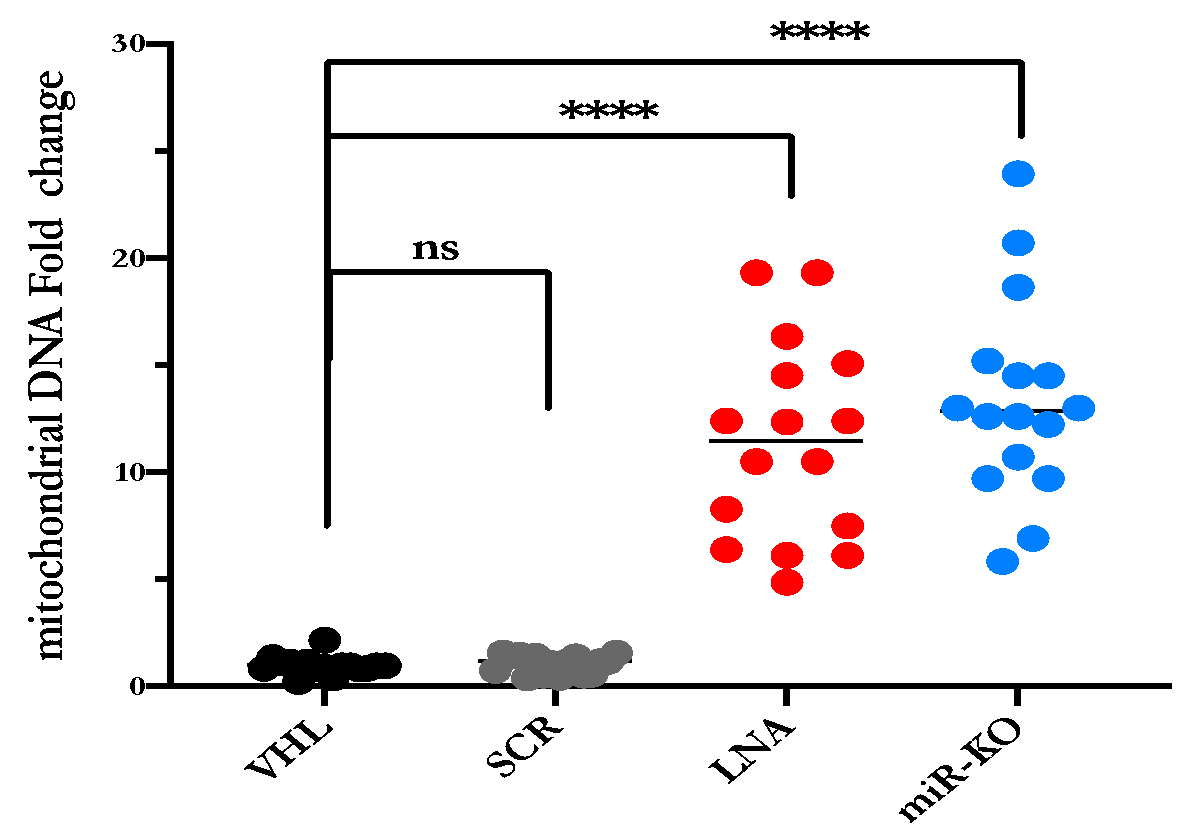 ****
****
ns
mitochondrial DNA Fold change
30
20
10
0
VHL
SCR
LNA
miR-KO